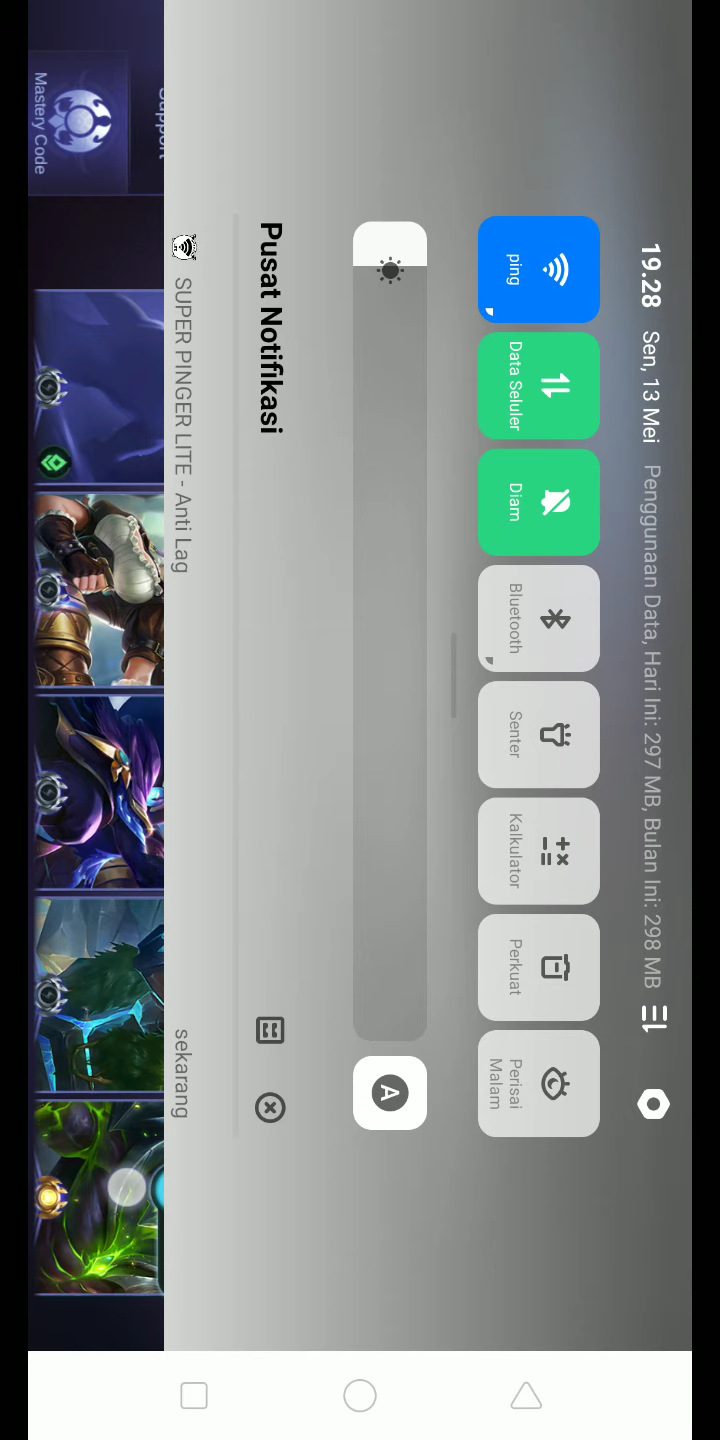 19.28 Sen, 13 Mei Penggunaan Data, Hari Ini: 297 MB, Bulan Ini: 298 MB
ping
Data Seluler
Diam
Bluetooth
Senter
Kalkulator
Perkuat
Perisai
Malam
A
Pusat Notifikasi
SUPER PINGER LITE - Anti Lag
sekarang
Support
Mastery Code